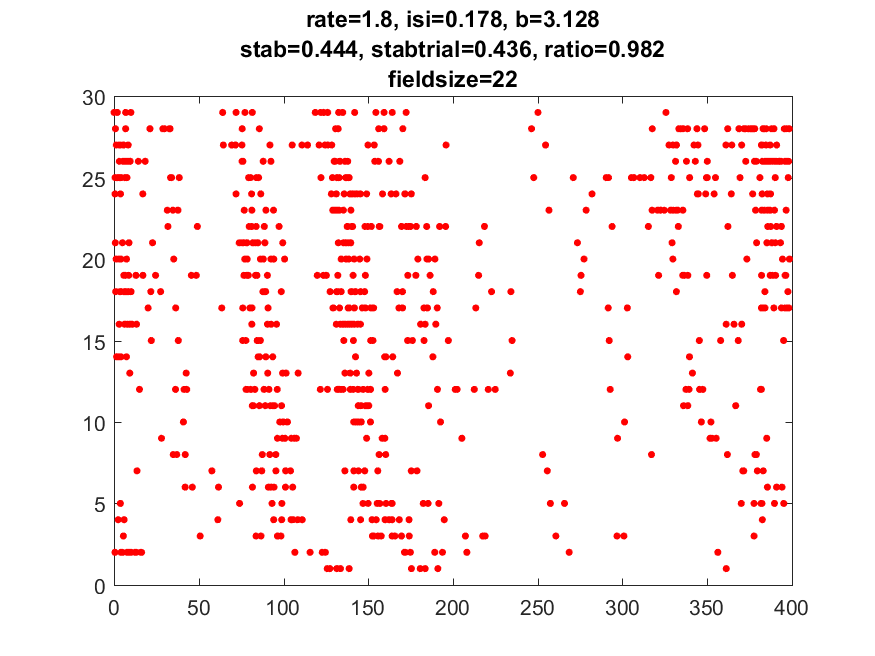 rate=1.8, isi=0.178, b=3.128
stab=0.444, stabtrial=0.436, ratio=0.982
fieldsize=22
30
25
20
15
10
5
0
0 50 100 150 200 250 300 350 400